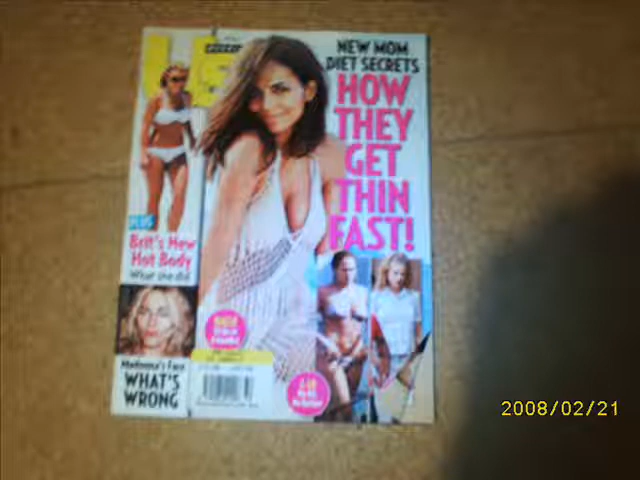 US
NEW MOM
DIET SECRETS
HOW
THEY
GET
THIN
FAST!
PLUS
Brit's New
Hot Body
What she did
Madonna's Face
WHAT'S
WRONG
2008/02/21